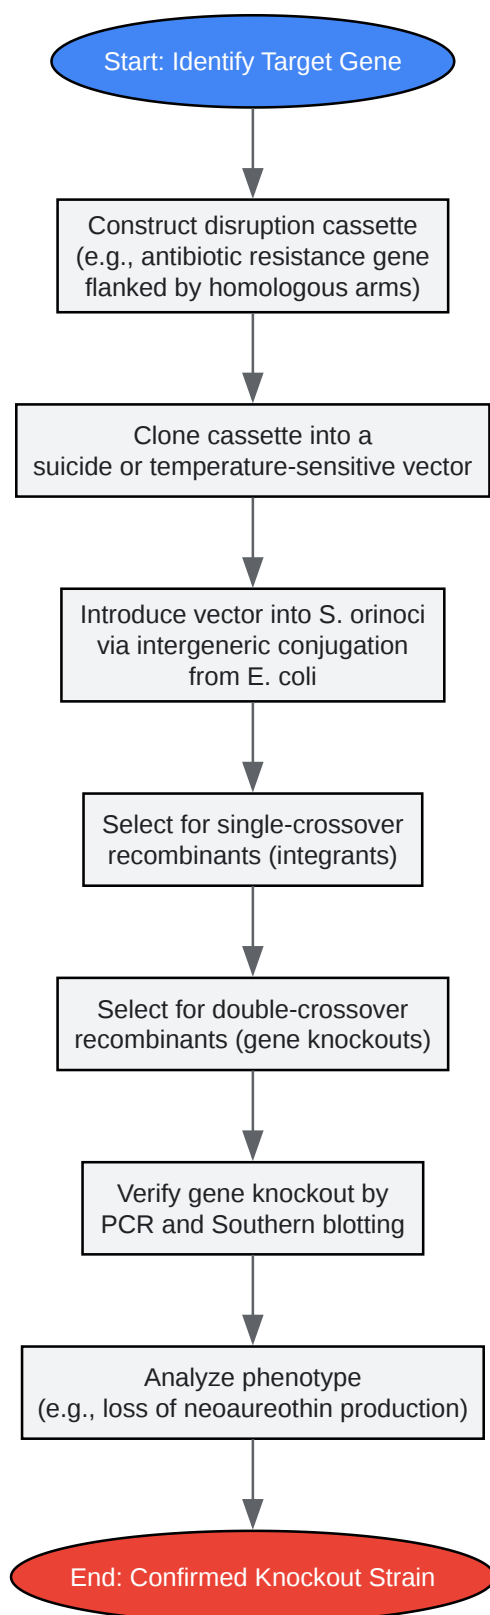 Start: Identify Target Gene
Construct disruption cassette
(e.g., antibiotic resistance gene
flanked by homologous arms)
Clone cassette into a
suicide or temperature-sensitive vector
Introduce vector into S. orinoci
via intergeneric conjugation
from E. coli
Select for single-crossover
recombinants (integrants)
Select for double-crossover
recombinants (gene knockouts)
Verify gene knockout by
PCR and Southern blotting
Analyze phenotype
(e.g., loss of neoaureothin production)
End: Confirmed Knockout Strain